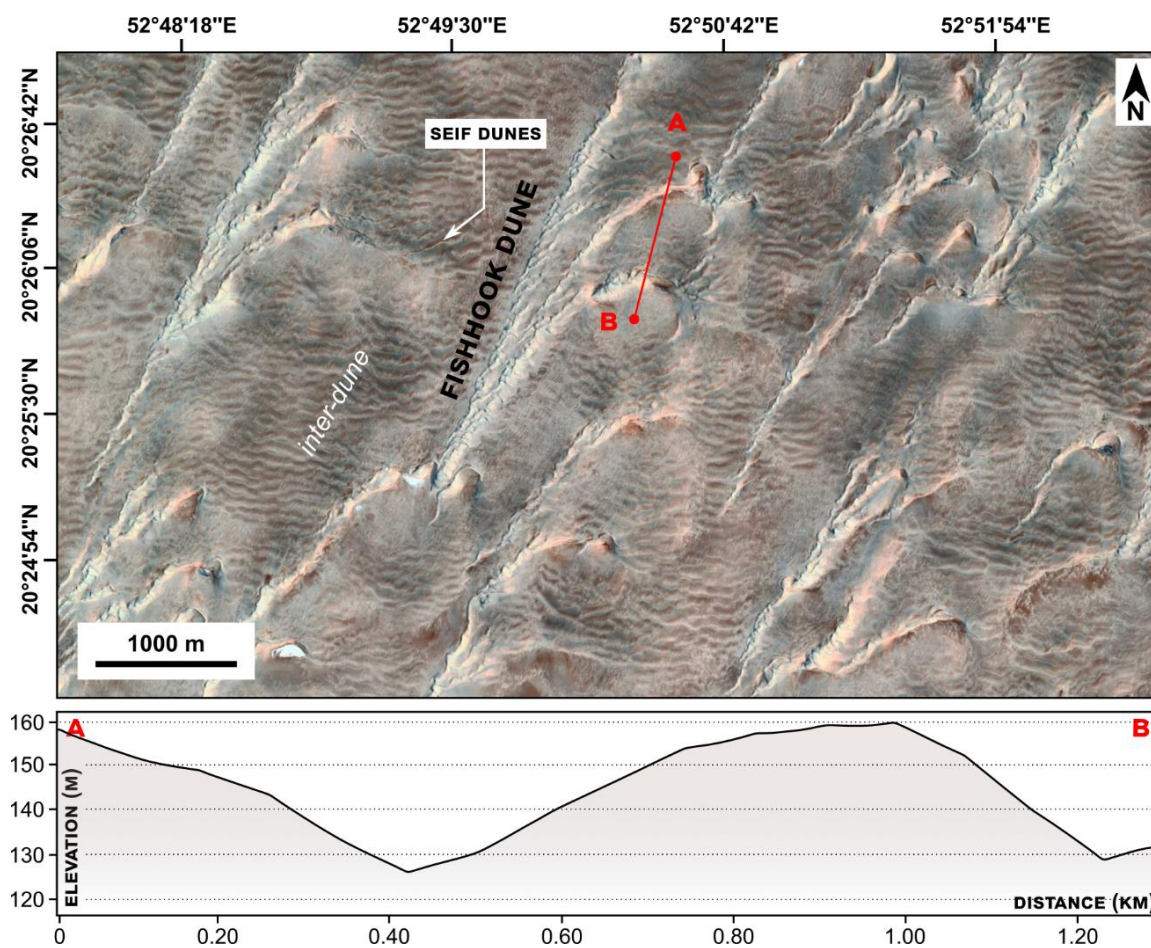 52°48'18"E 52°49'30"E 52°50'42"E 52°51'54"E
20°26'42"N
20°26'06"N
20°25'30"N
20°24'54"N
N
A
SEIF DUNES
FISHHOOK DUNE
B
inter-dune
1000 m
A B
160
150
140
130
120
ELEVATION (M)
DISTANCE (KM)
0 0.20 0.40 0.60 0.80 1.00 1.20